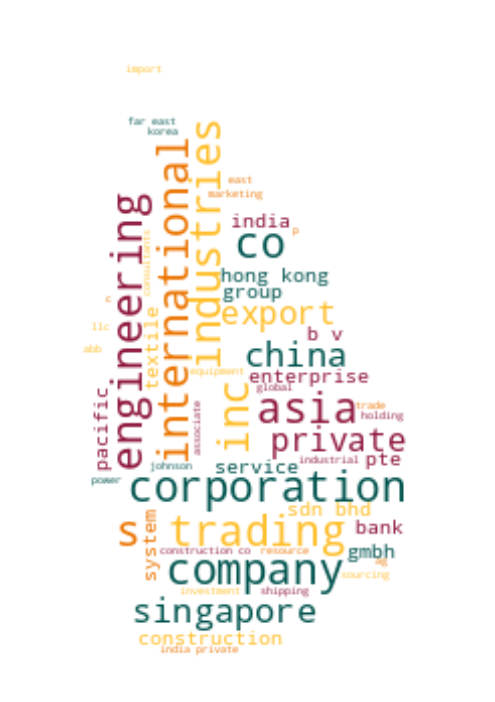 import
far east
korea
industries
international
east
marketing
engineering
india
p
co
consultants
hong kong
group
c
export
textile
llc
b v
china
abb
equipment
enterprise
global
pacific
inc
asia
trade
holding
associate
private
johnson
service
industrial
pte
power
corporation
s
system
trading
sdn bhd
bank
construction co
resource
gmbh
ag
company
sourcing
investment
shipping
singapore
construction
india private